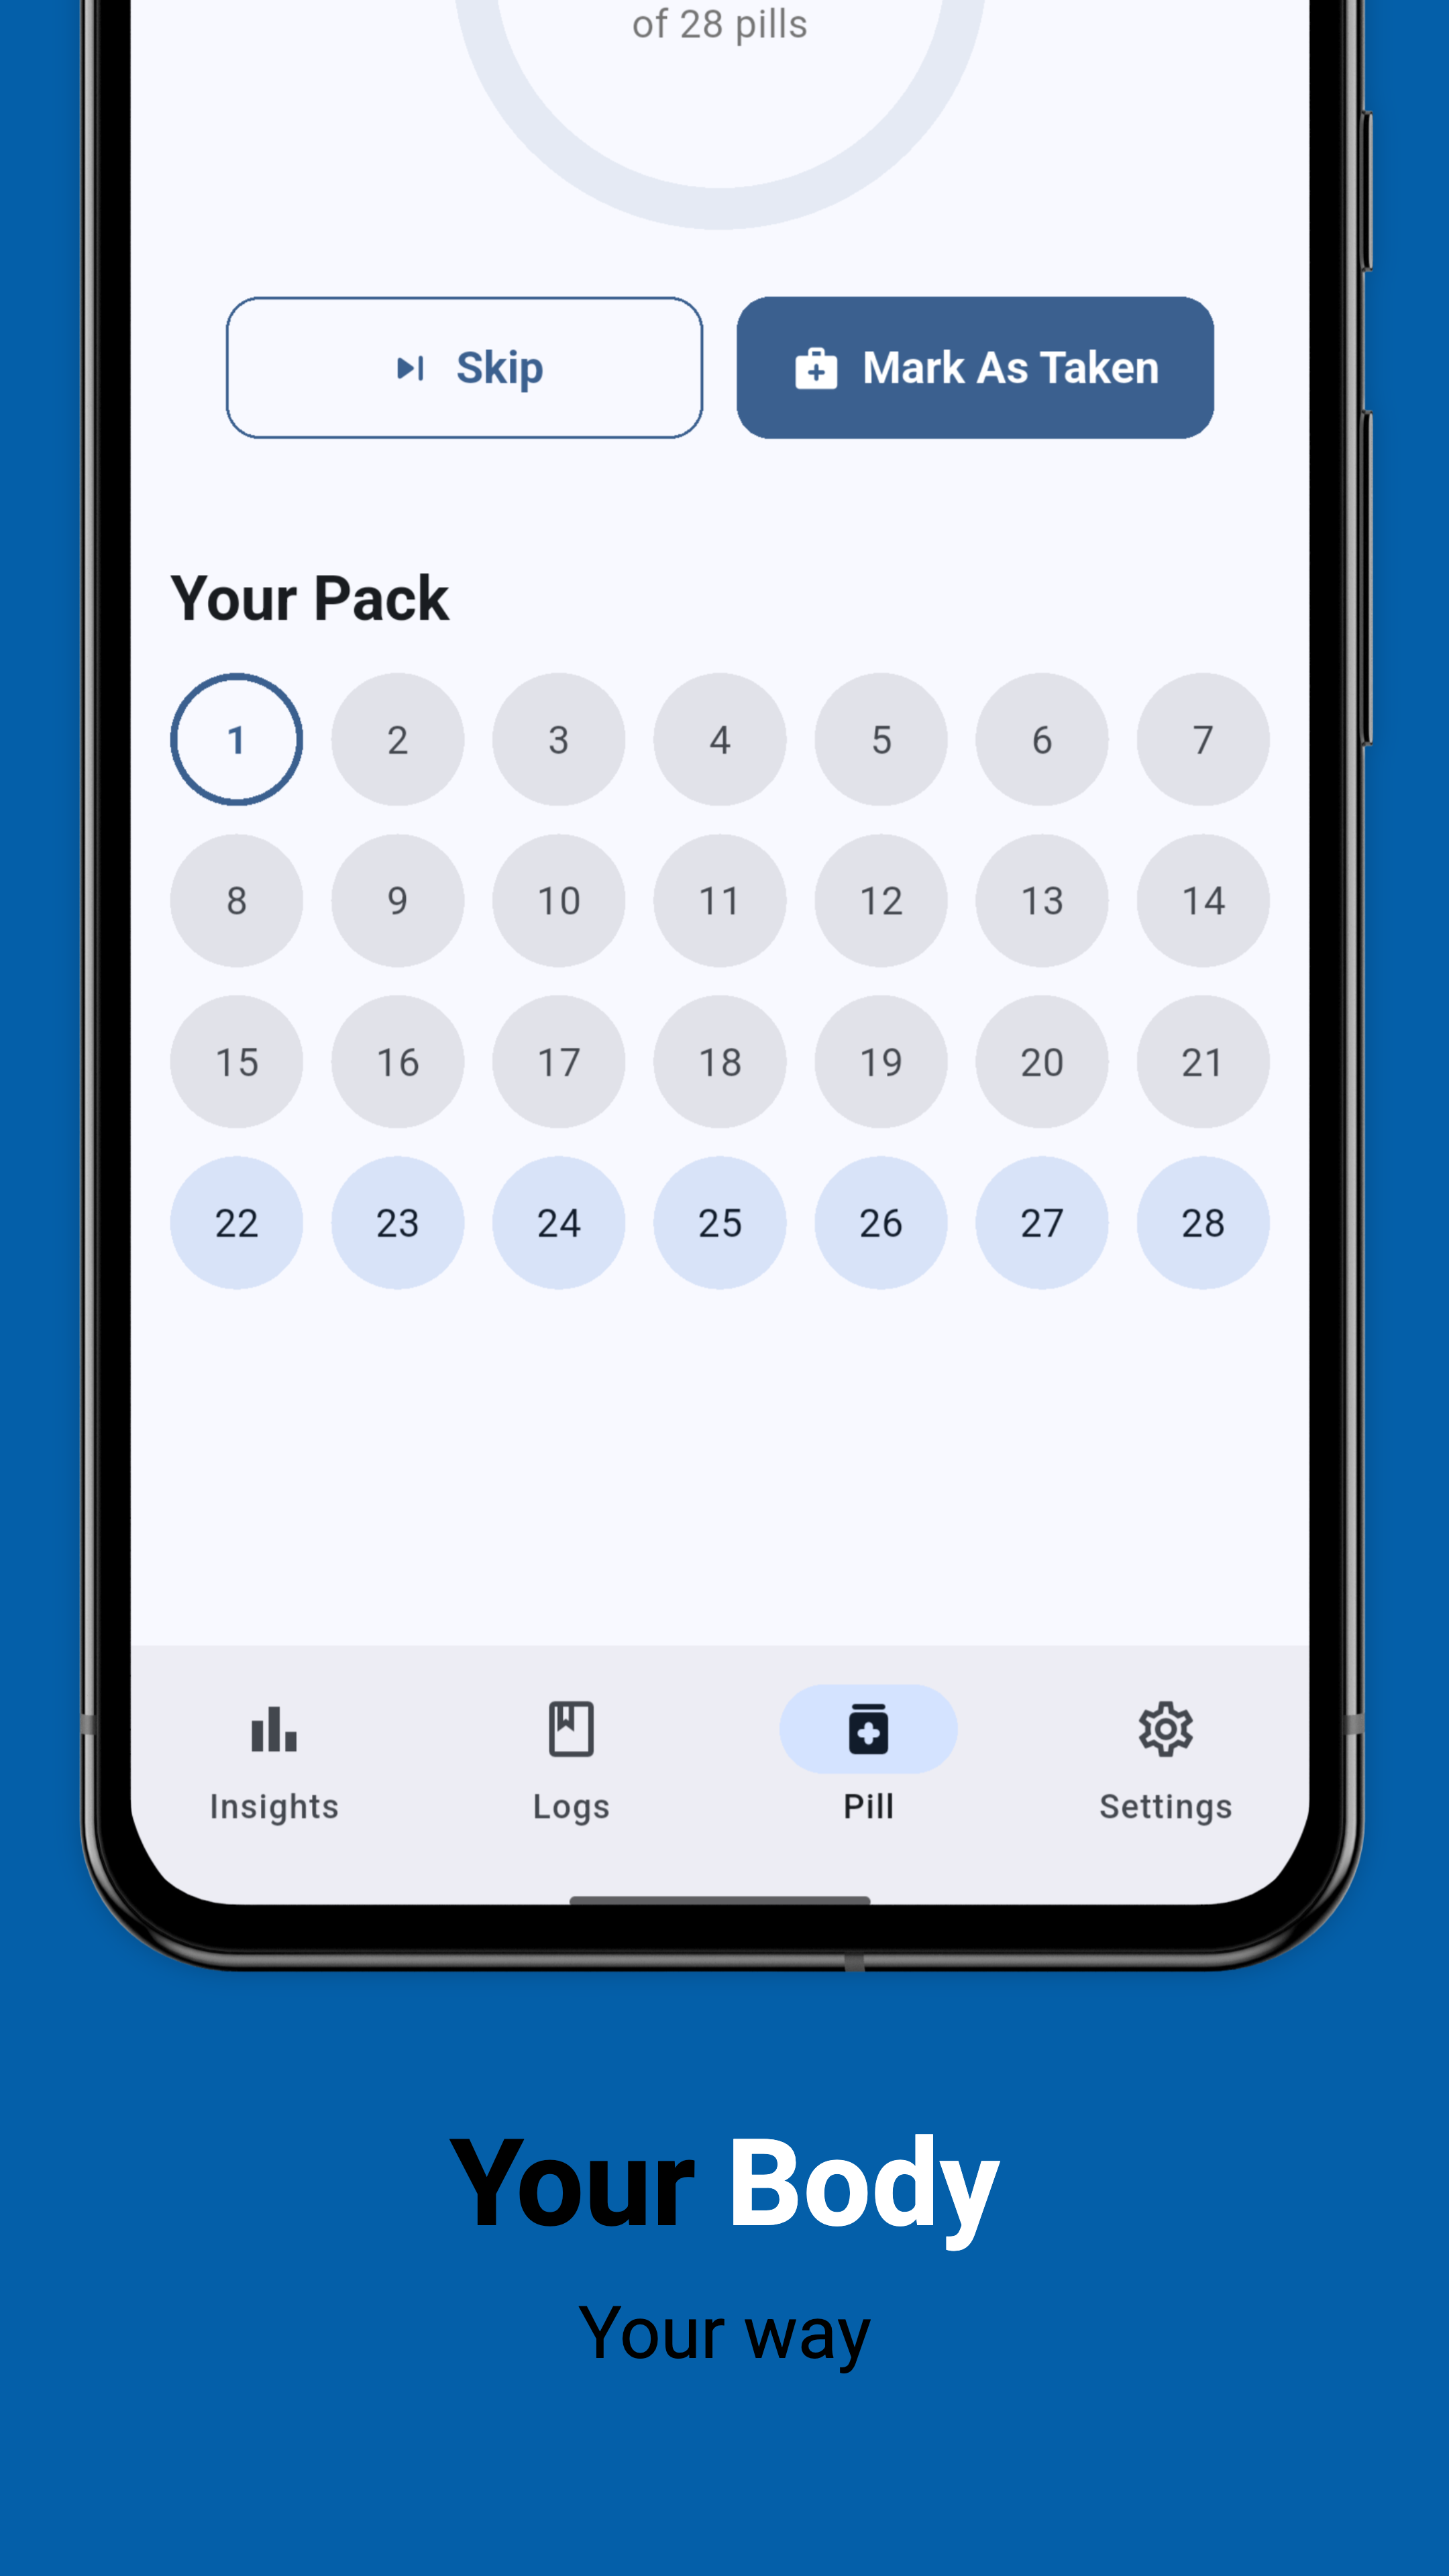 of 28 pills
Skip Mark As Taken
Your Pack
1 2 3 4 5 6 7
8 9 10 11 12 13 14
15 16 17 18 19 20 21
22 23 24 25 26 27 28
Insights Logs Pill Settings
Your Body
Your way